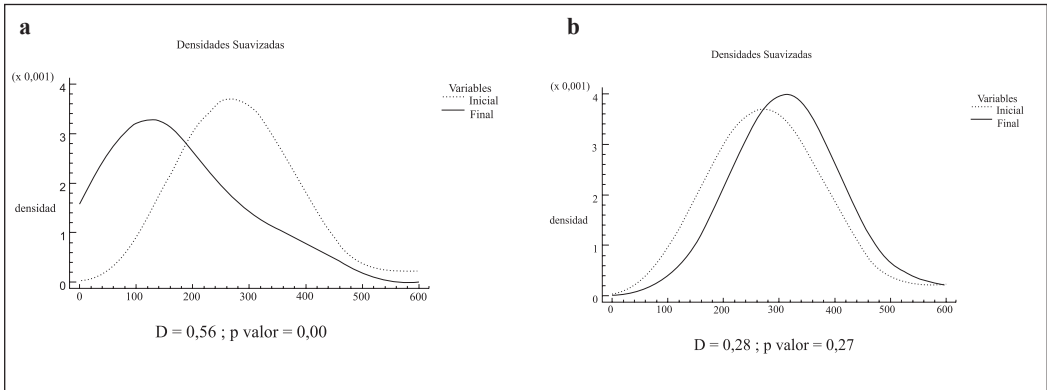 a
Densidades Suavizadas
(x 0,001)
4
3
2
1
0
densidad
0 100 200 300 400 500 600
Variables
Inicial
Final
D = 0,56 ; p valor = 0,00
b
Densidades Suavizadas
(x 0,001)
4
3
2
1
0
densidad
0 100 200 300 400 500 600
Variables
Inicial
Final
D = 0,28 ; p valor = 0,27